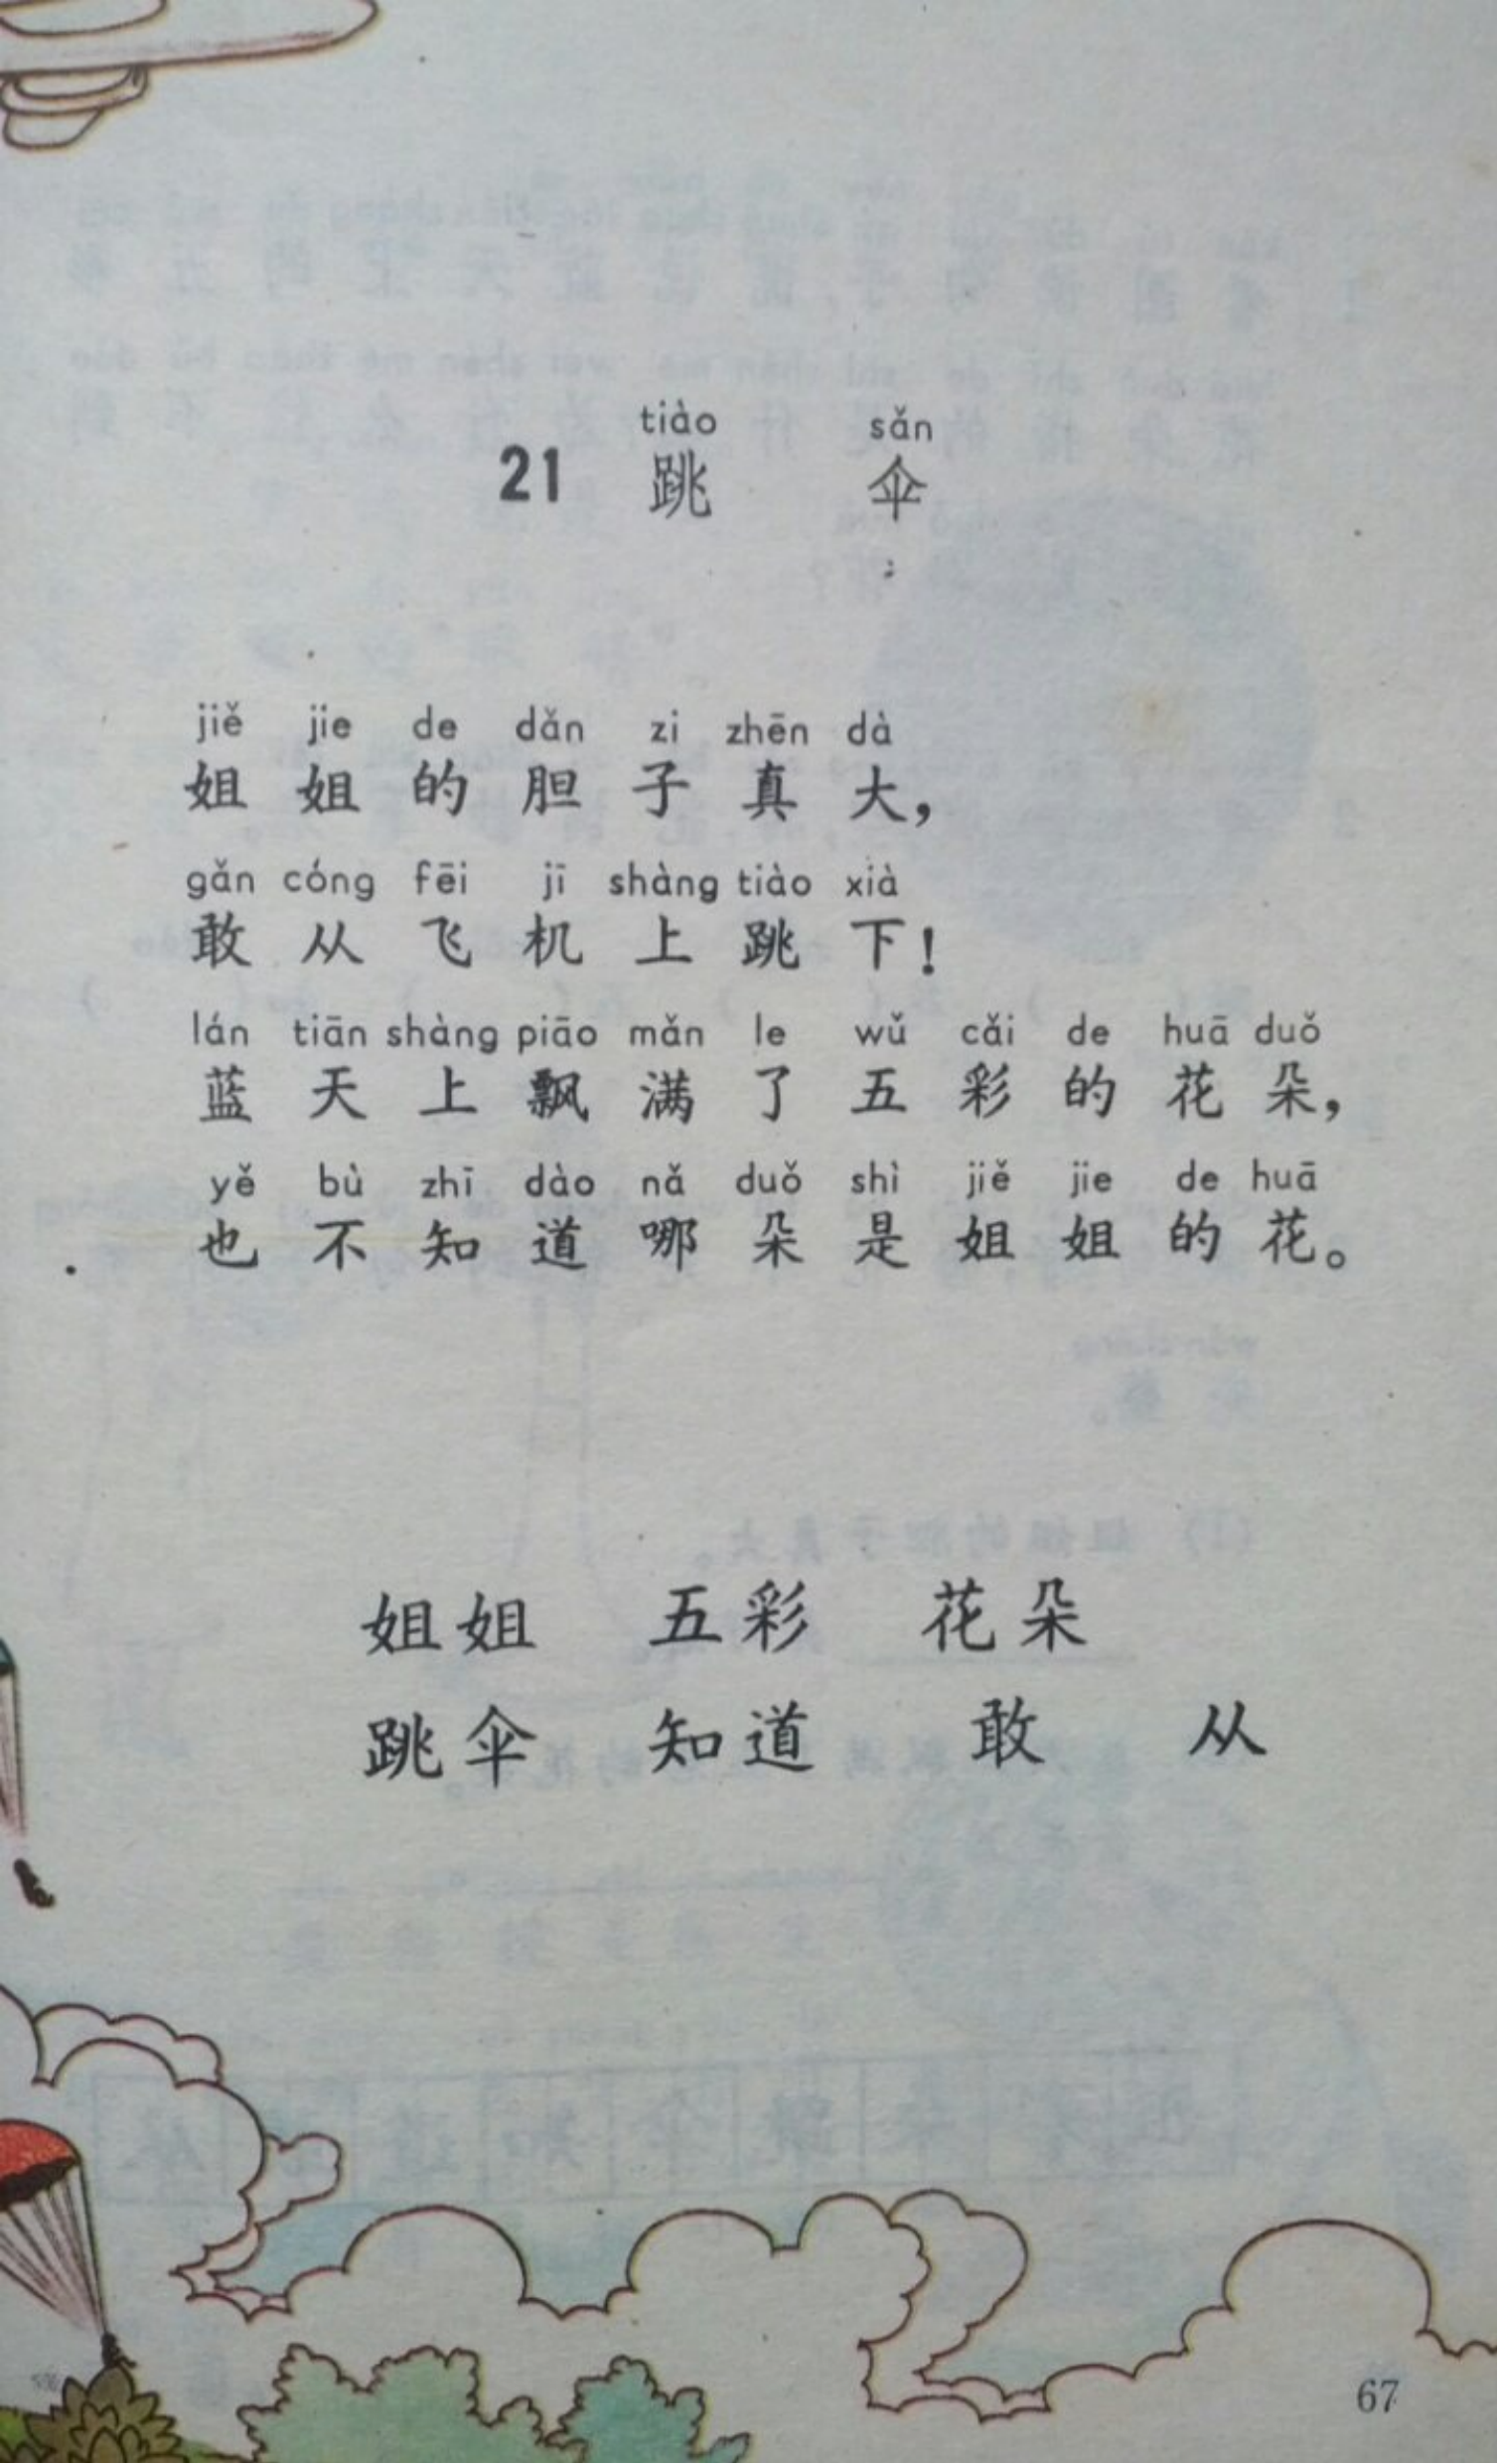 tiào sǎn
21 跳 伞
jiě jie de dǎn zi zhēn dà
姐 姐 的 胆 子 真 大，
gǎn cóng fēi jī shàng tiào xià
敢 从 飞 机 上 跳 下！
lán tiān shàng piāo mǎn le wǔ cǎi de huā duǒ
蓝 天 上 飘 满 了 五 彩 的 花 朵，
yě bù zhī dào nǎ duǒ shì jiě jie de huā
也 不 知 道 哪 朵 是 姐 姐 的 花。
姐姐 五彩 花朵
跳伞 知道 敢 从
67